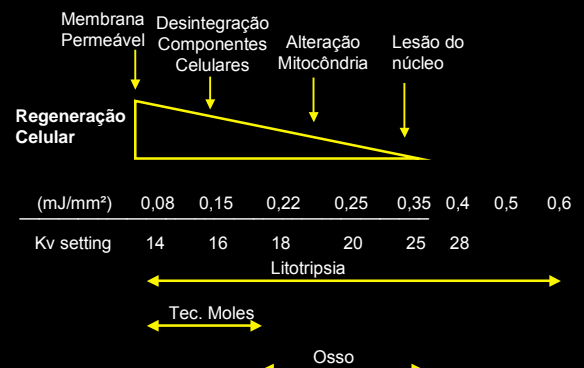 Membrana
Permeável
Desintegração
Componentes
Celulares
Alteração
Mitocôndria
Lesão do
núcleo
Regeneração
Celular
(mJ/mm²) 0,08 0,15 0,22 0,25 0,35 0,4 0,5 0,6
Kv setting 14 16 18 20 25 28
Litotripsia
Tec. Moles
Osso